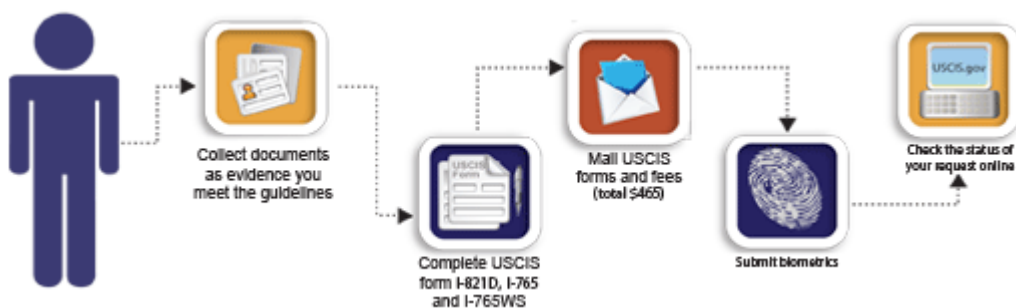 Collect documents
as evidence you
meet the guidelines
USCIS
Form
Complete USCIS
form I-821D, I-765
and I-765WS
Mail USCIS
forms and fees
(total $465)
Submit biometrics
USCIS.gov
Check the status of
your request online